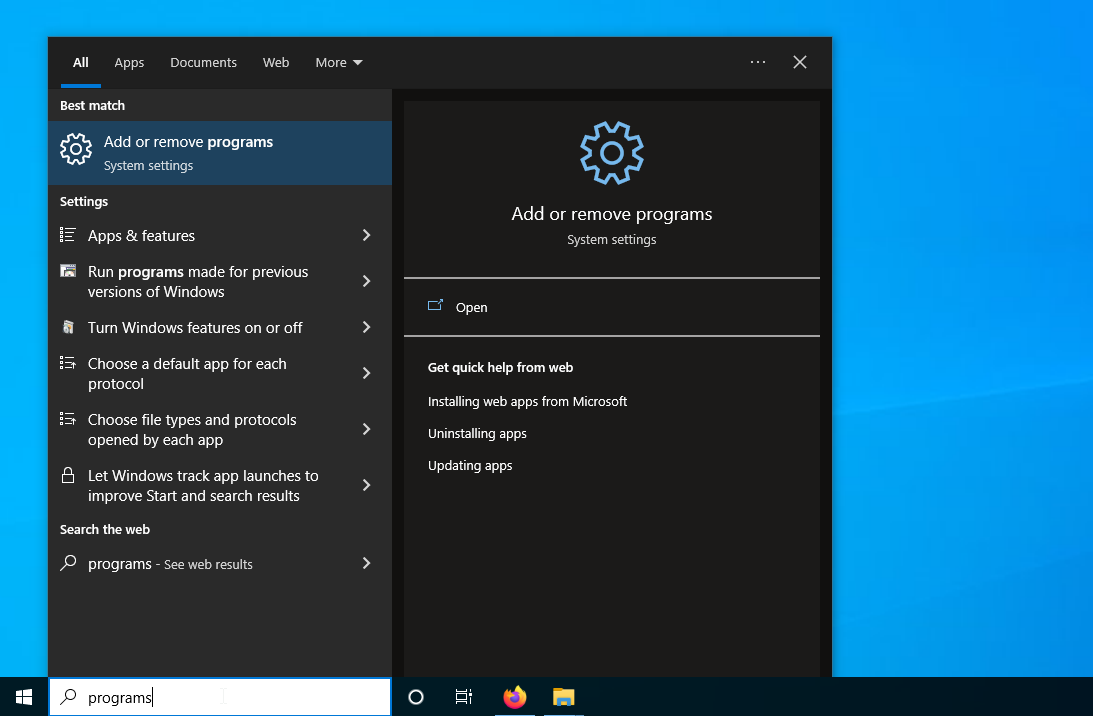 All Apps Documents Web More
Best match
Add or remove programs
System settings
Settings
Apps & features
Run programs made for previous
versions of Windows
Turn Windows features on or off
Choose a default app for each
protocol
Choose file types and protocols
opened by each app
Let Windows track app launches to
improve Start and search results
Search the web
programs - See web results
Add or remove programs
System settings
Open
Get quick help from web
Installing web apps from Microsoft
Uninstalling apps
Updating apps
programs